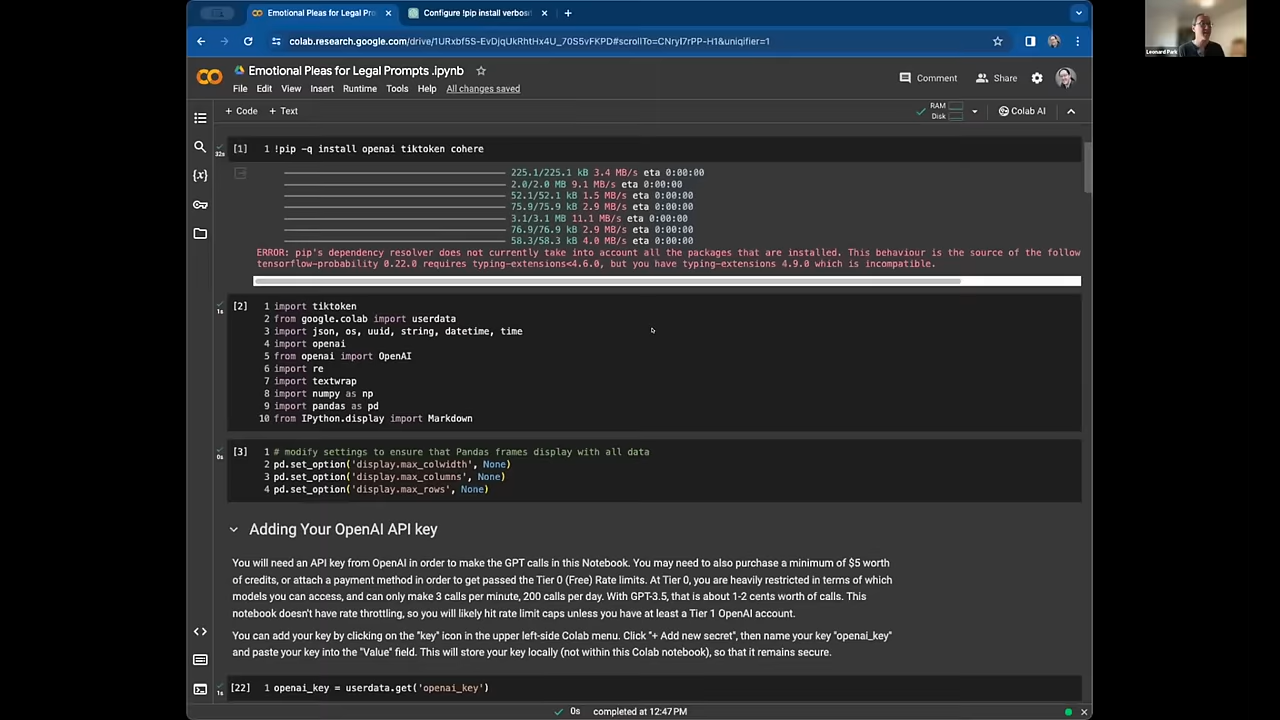 Emotional Pleas for Legal Pro
Configure !pip install verbos
colab.research.google.com/drive/1URxbf5S-EvDjqUkRhtHx4U_70S5vFKPD#scrollTo=CNryI7rPP-H1&uniqifier=1
Leonard Park
Emotional Pleas for Legal Prompts .ipynb
Comment
Share
File Edit View Insert Runtime Tools Help All changes saved
+ Code + Text
RAM
Disk
Colab AI
[1] 1 !pip -q install openai tiktoken cohere
32s
225.1/225.1 kB 3.4 MB/s eta 0:00:00
2.0/2.0 MB 9.1 MB/s eta 0:00:00
52.1/52.1 kB 1.5 MB/s eta 0:00:00
75.9/75.9 kB 2.9 MB/s eta 0:00:00
3.1/3.1 MB 11.1 MB/s eta 0:00:00
76.9/76.9 kB 2.9 MB/s eta 0:00:00
58.3/58.3 kB 4.0 MB/s eta 0:00:00
ERROR: pip's dependency resolver does not currently take into account all the packages that are installed. This behaviour is the source of the follow
tensorflow-probability 0.22.0 requires typing-extensions<4.6.0, but you have typing-extensions 4.9.0 which is incompatible.
[2] 1 import tiktoken
1s
2 from google.colab import userdata
3 import json, os, uuid, string, datetime, time
4 import openai
5 from openai import OpenAI
6 import re
7 import textwrap
8 import numpy as np
9 import pandas as pd
10 from IPython.display import Markdown
[3] 1 # modify settings to ensure that Pandas frames display with all data
0s
2 pd.set_option('display.max_colwidth', None)
3 pd.set_option('display.max_columns', None)
4 pd.set_option('display.max_rows', None)
Adding Your OpenAI API key
You will need an API key from OpenAI in order to make the GPT calls in this Notebook. You may need to also purchase a minimum of $5 worth
of credits, or attach a payment method in order to get passed the Tier 0 (Free) Rate limits. At Tier 0, you are heavily restricted in terms of which
models you can access, and can only make 3 calls per minute, 200 calls per day. With GPT-3.5, that is about 1-2 cents worth of calls. This
notebook doesn't have rate throttling, so you will likely hit rate limit caps unless you have at least a Tier 1 OpenAI account.
You can add your key by clicking on the "key" icon in the upper left-side Colab menu. Click "+ Add new secret", then name your key "openai_key"
and paste your key into the "Value" field. This will store your key locally (not within this Colab notebook), so that it remains secure.
[22] 1 openai_key = userdata.get('openai_key')
1s
0s completed at 12:47 PM